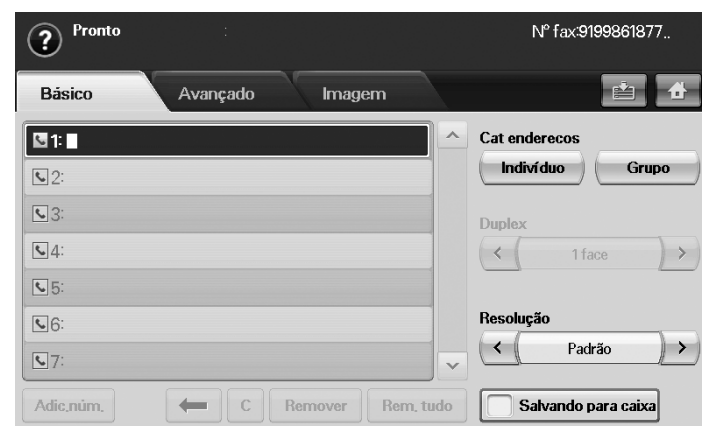 ? Pronto : Nº fax:9199861877..
Básico Avançado Imagem
1:
2:
3:
4:
5:
6:
7:
Cat enderecos
Indivíduo Grupo
Duplex
< 1 face >
Resolução
< Padrão >
Adic.núm. C Remover Rem. tudo
Salvando para caixa